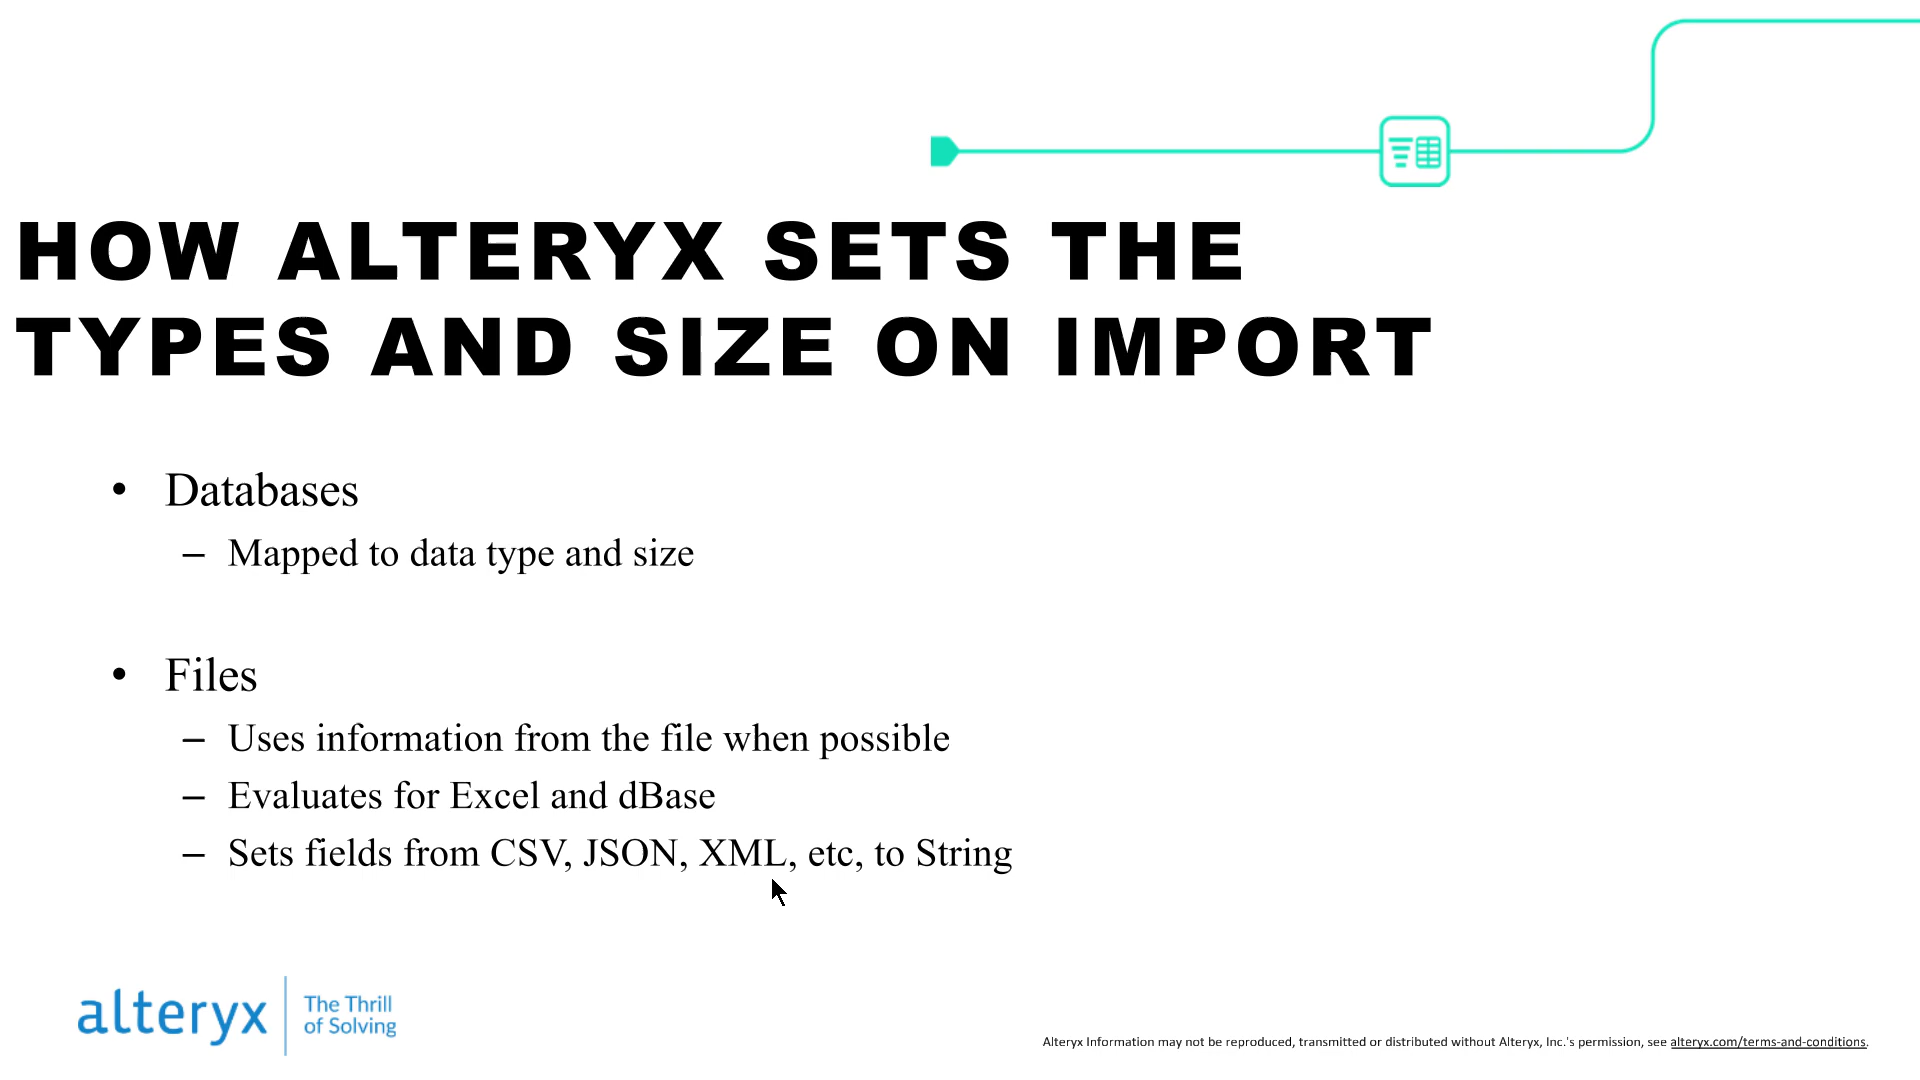 HOW ALTERYX SETS THE
TYPES AND SIZE ON IMPORT
• Databases
– Mapped to data type and size
• Files
– Uses information from the file when possible
– Evaluates for Excel and dBase
– Sets fields from CSV, JSON, XML, etc, to String
alteryx
The Thrill
of Solving
Alteryx Information may not be reproduced, transmitted or distributed without Alteryx, Inc.'s permission, see alteryx.com/terms-and-conditions.